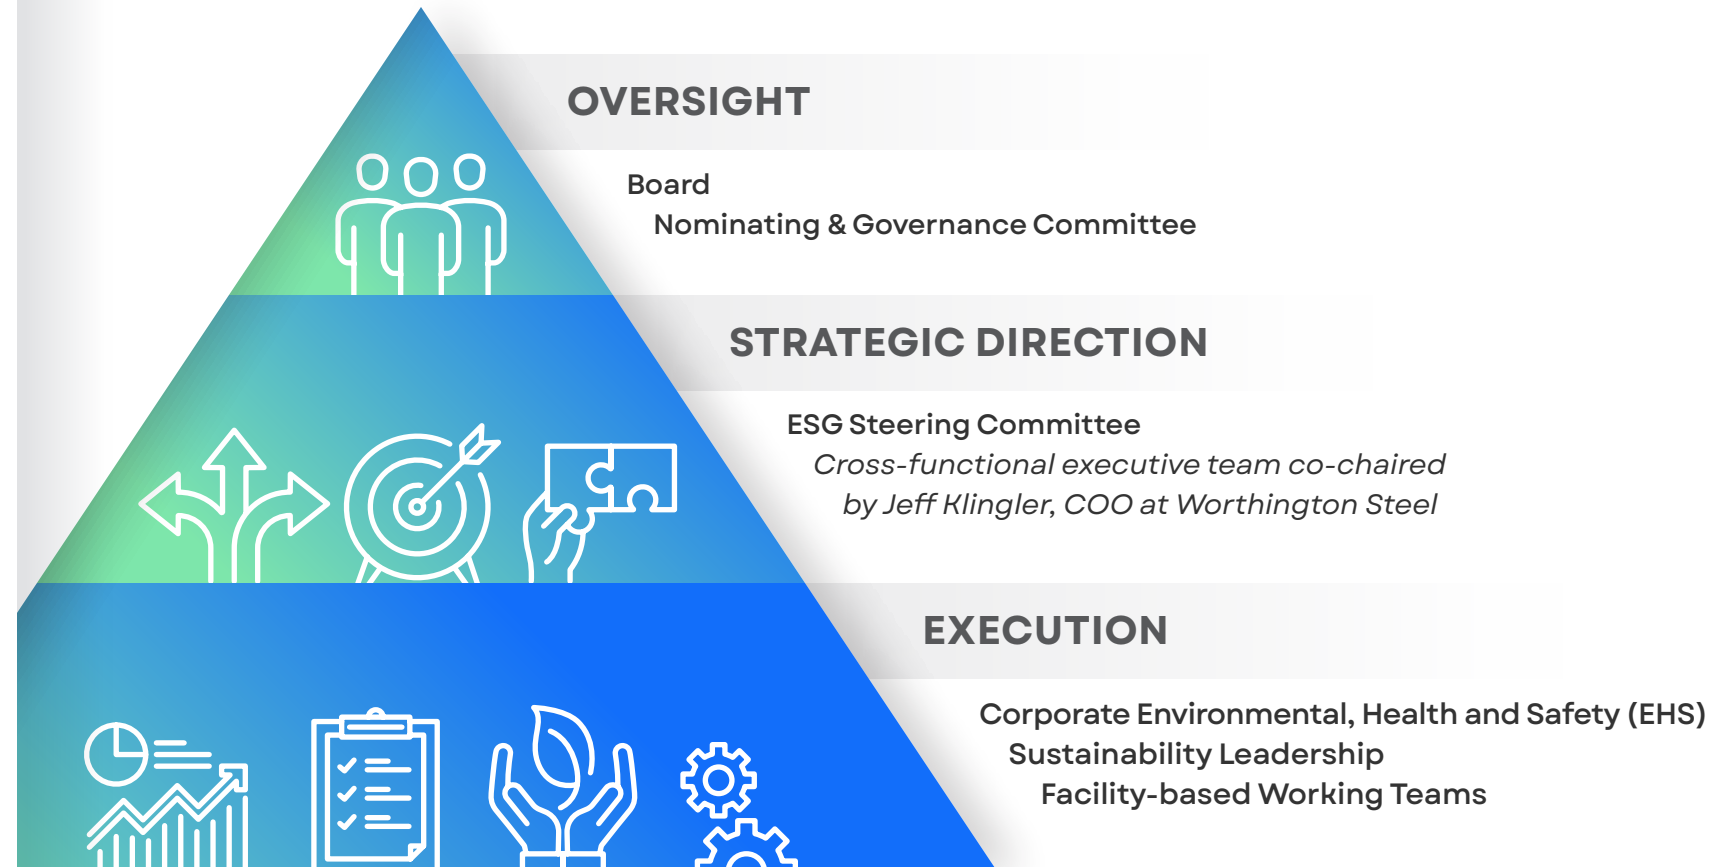 OVERSIGHT
Board
Nominating & Governance Committee
STRATEGIC DIRECTION
ESG Steering Committee
Cross-functional executive team co-chaired
by Jeff Klingler, COO at Worthington Steel
EXECUTION
Corporate Environmental, Health and Safety (EHS)
Sustainability Leadership
Facility-based Working Teams